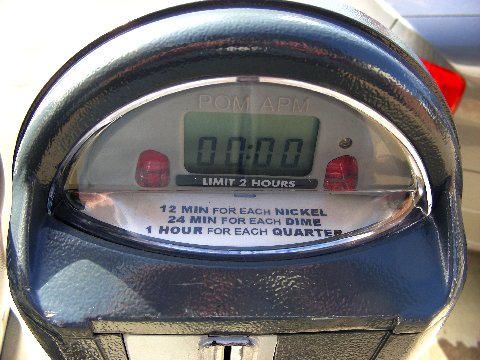 POM APM
00:00
LIMIT 2 HOURS
12 MIN FOR EACH NICKEL
24 MIN FOR EACH DIME
1 HOUR FOR EACH QUARTER